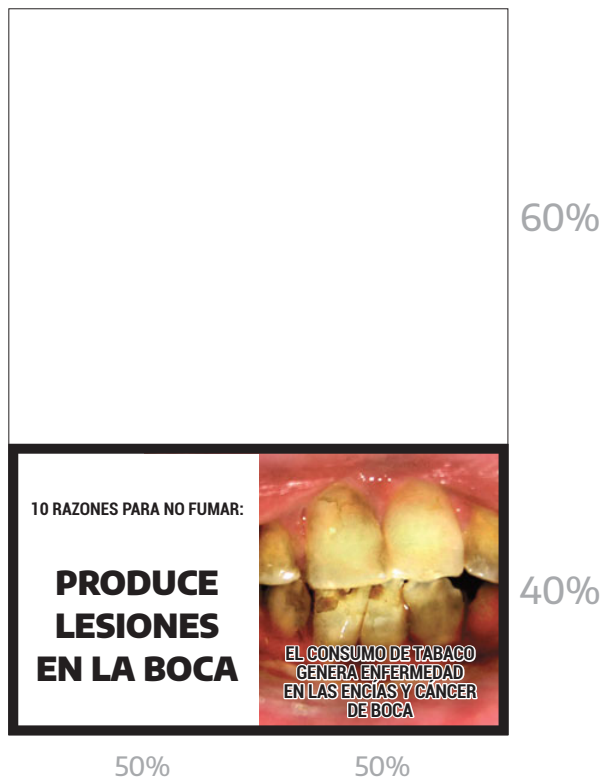 60%
10 RAZONES PARA NO FUMAR:
PRODUCE
LESIONES
EN LA BOCA
EL CONSUMO DE TABACO
GENERA ENFERMEDAD
EN LAS ENCÍAS Y CÁNCER
DE BOCA
40%
50%
50%